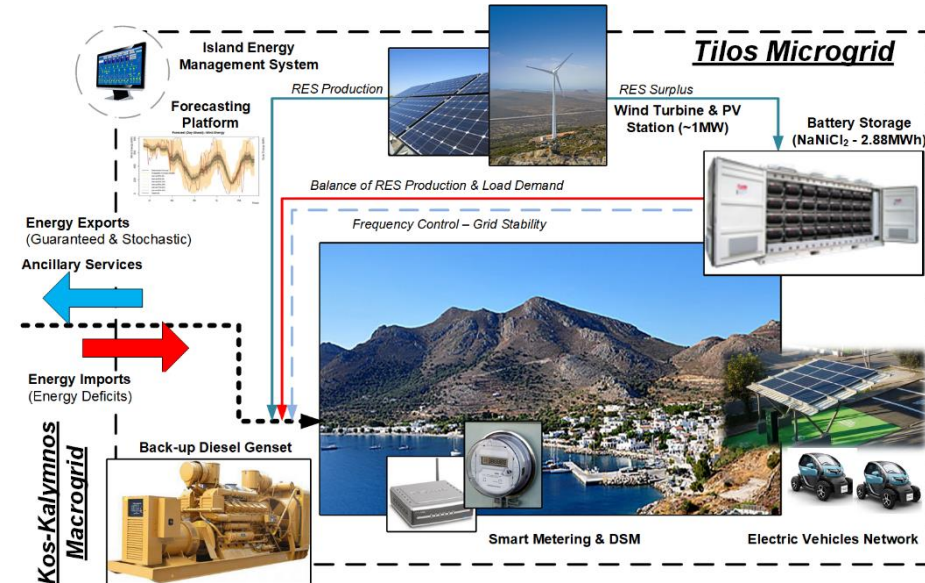 Island Energy
Management System
Tilos Microgrid
RES Production
RES Surplus
Forecasting
Platform
Wind Turbine & PV
Station (~1MW)
Battery Storage
(NaNiCl₂ - 2.88MWh)
Balance of RES Production & Load Demand
Frequency Control – Grid Stability
Energy Exports
(Guaranteed & Stochastic)
Ancillary Services
Energy Imports
(Energy Deficits)
Kos-Kalymnos
Macrogrid
Back-up Diesel Genset
Smart Metering & DSM
Electric Vehicles Network